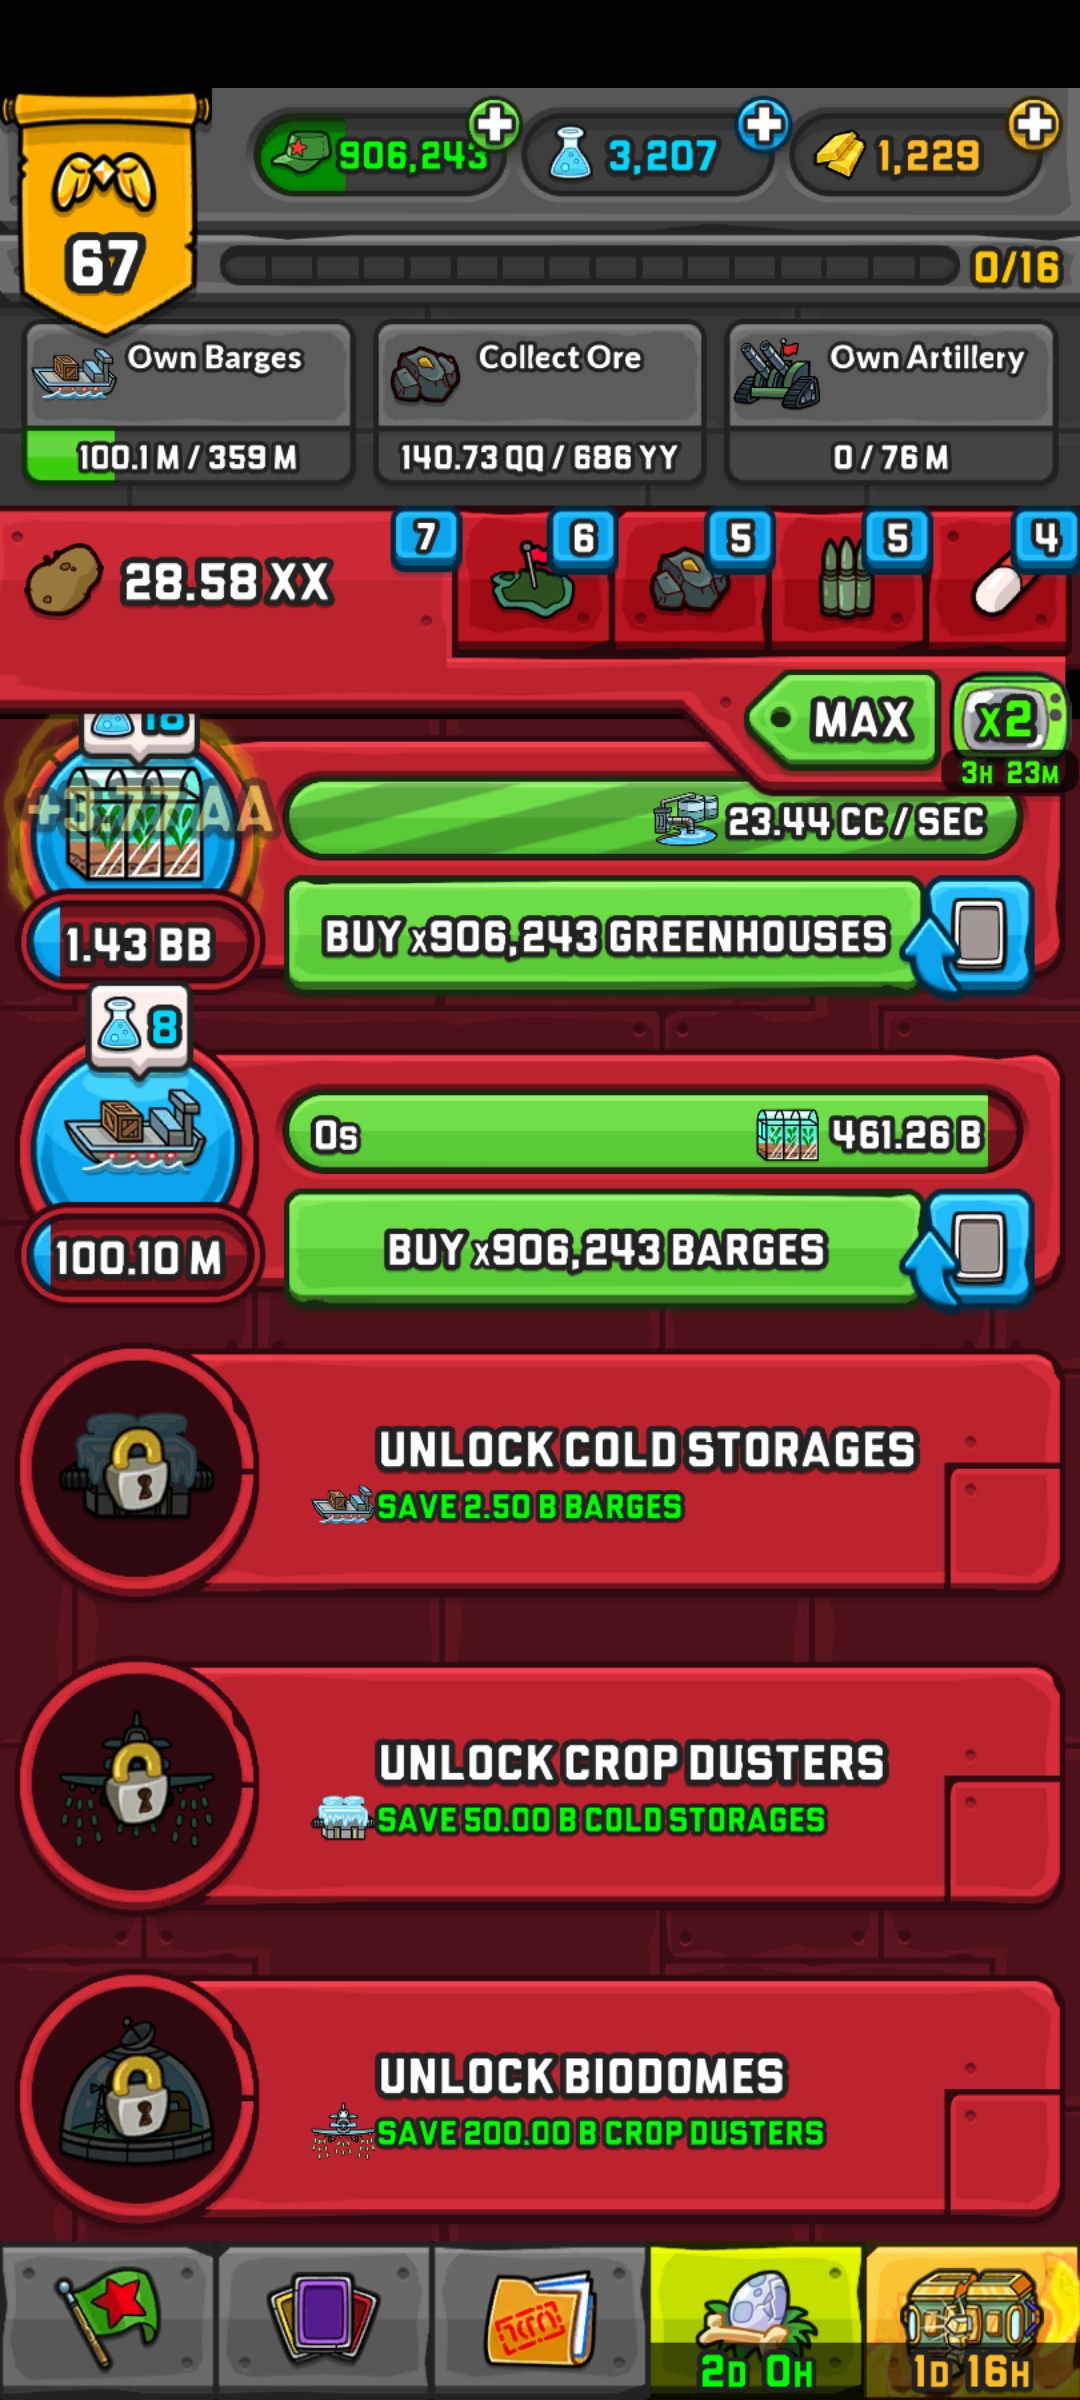 906,243
3,207
1,229
67
0/16
Own Barges
100.1 M / 359 M
Collect Ore
140.73 QQ / 686 YY
Own Artillery
0 / 76 M
28.58 XX
7
6
5
5
4
MAX
x2
3H 23M
18
+3.77 AA
23.44 CC / SEC
1.43 BB
BUY x906,243 GREENHOUSES
8
0s
461.26 B
100.10 M
BUY x906,243 BARGES
UNLOCK COLD STORAGES
SAVE 2.50 B BARGES
UNLOCK CROP DUSTERS
SAVE 50.00 B COLD STORAGES
UNLOCK BIODOMES
SAVE 200.00 B CROP DUSTERS
2D 0H
1D 16H